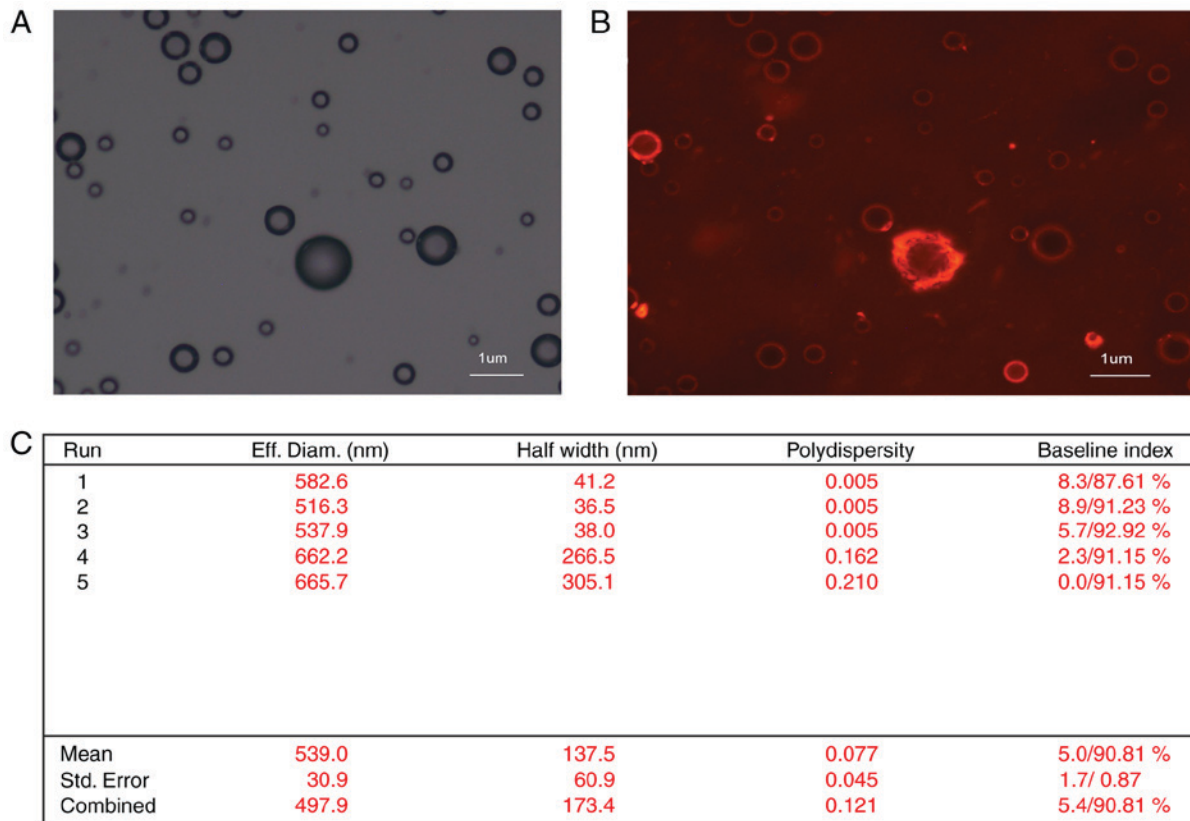 A
B
1um
1um
C
Run Eff. Diam. (nm) Half width (nm) Polydispersity Baseline index
1 582.6 41.2 0.005 8.3/87.61 %
2 516.3 36.5 0.005 8.9/91.23 %
3 537.9 38.0 0.005 5.7/92.92 %
4 662.2 266.5 0.162 2.3/91.15 %
5 665.7 305.1 0.210 0.0/91.15 %
Mean 539.0 137.5 0.077 5.0/90.81 %
Std. Error 30.9 60.9 0.045 1.7/ 0.87
Combined 497.9 173.4 0.121 5.4/90.81 %